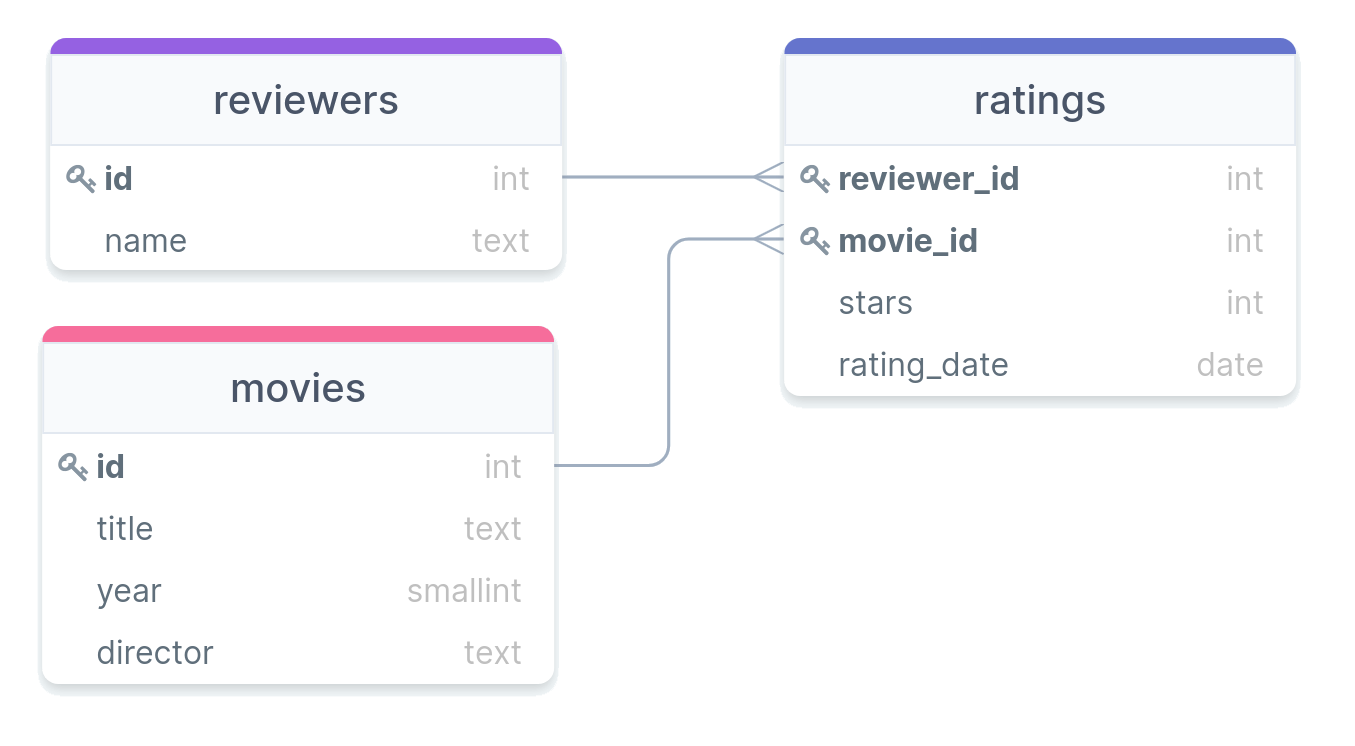 reviewers
id int
name text
movies
id int
title text
year smallint
director text
ratings
reviewer_id int
movie_id int
stars int
rating_date date